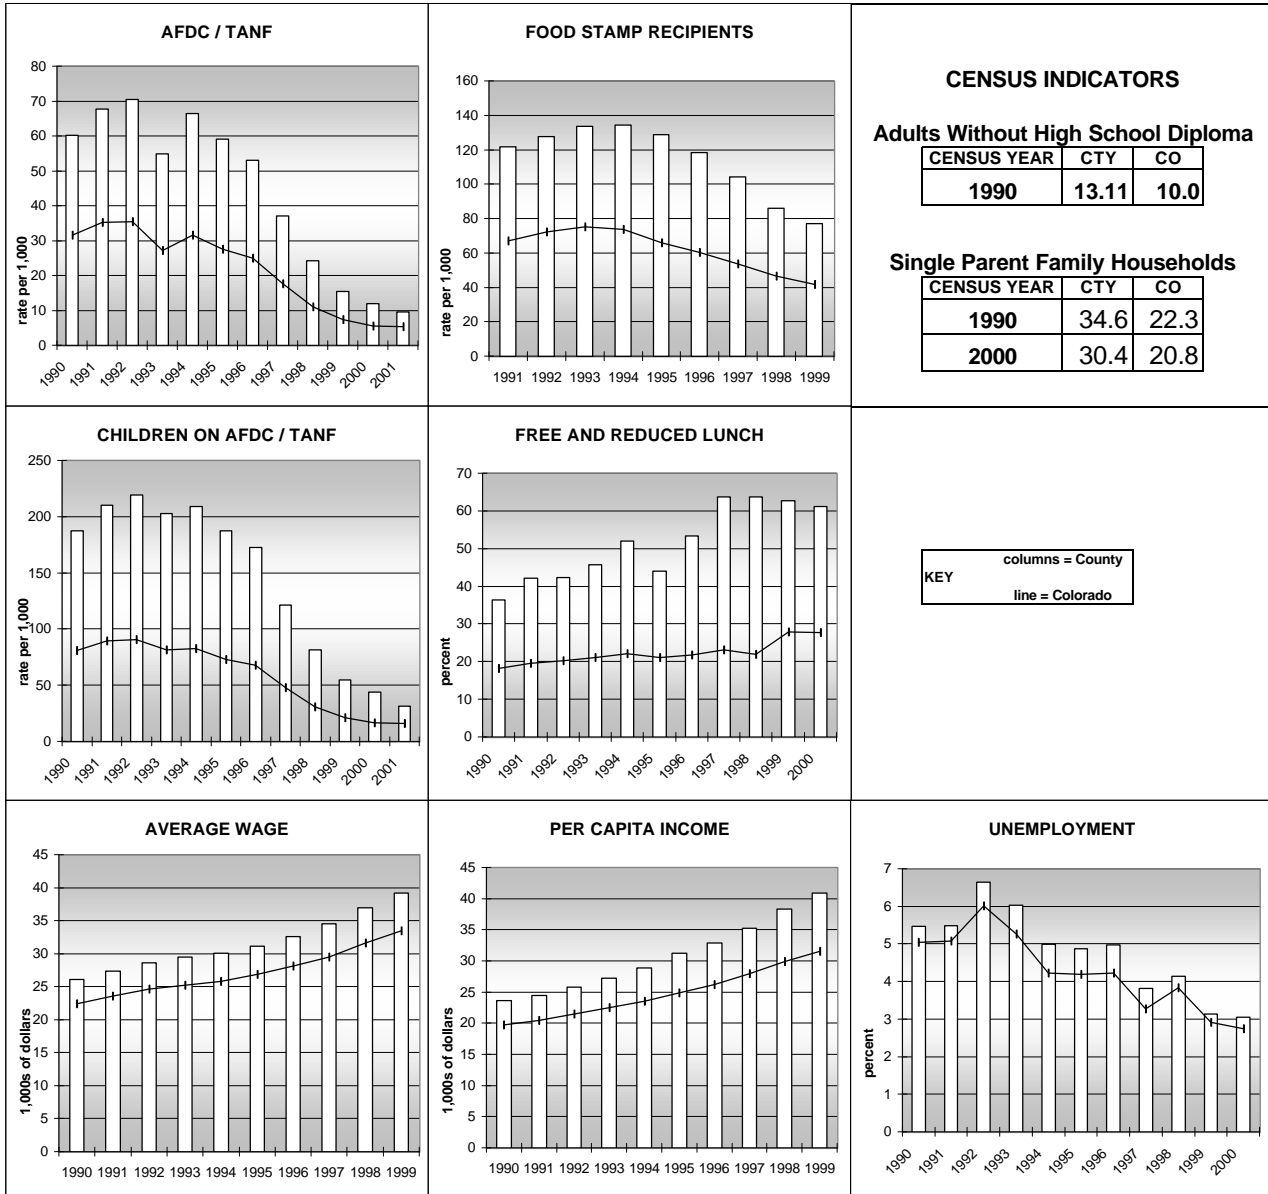 AFDC / TANF
80
70
60
50
40
30
20
10
0
rate per 1,000
1990 1991 1992 1993 1994 1995 1996 1997 1998 1999 2000 2001
FOOD STAMP RECIPIENTS
160
140
120
100
80
60
40
20
0
rate per 1,000
1991 1992 1993 1994 1995 1996 1997 1998 1999
CENSUS INDICATORS
Adults Without High School Diploma
CENSUS YEAR CTY CO
1990 13.11 10.0
Single Parent Family Households
CENSUS YEAR CTY CO
1990 34.6 22.3
2000 30.4 20.8
CHILDREN ON AFDC / TANF
250
200
150
100
50
0
rate per 1,000
1990 1991 1992 1993 1994 1995 1996 1997 1998 1999 2000 2001
FREE AND REDUCED LUNCH
70
60
50
40
30
20
10
0
percent
1990 1991 1992 1993 1994 1995 1996 1997 1998 1999 2000
columns = County
KEY
line = Colorado
AVERAGE WAGE
45
40
35
30
25
20
15
10
5
0
1,000s of dollars
1990 1991 1992 1993 1994 1995 1996 1997 1998 1999
PER CAPITA INCOME
45
40
35
30
25
20
15
10
5
0
1,000s of dollars
1990 1991 1992 1993 1994 1995 1996 1997 1998 1999
UNEMPLOYMENT
7
6
5
4
3
2
1
0
percent
1990 1991 1992 1993 1994 1995 1996 1997 1998 1999 2000